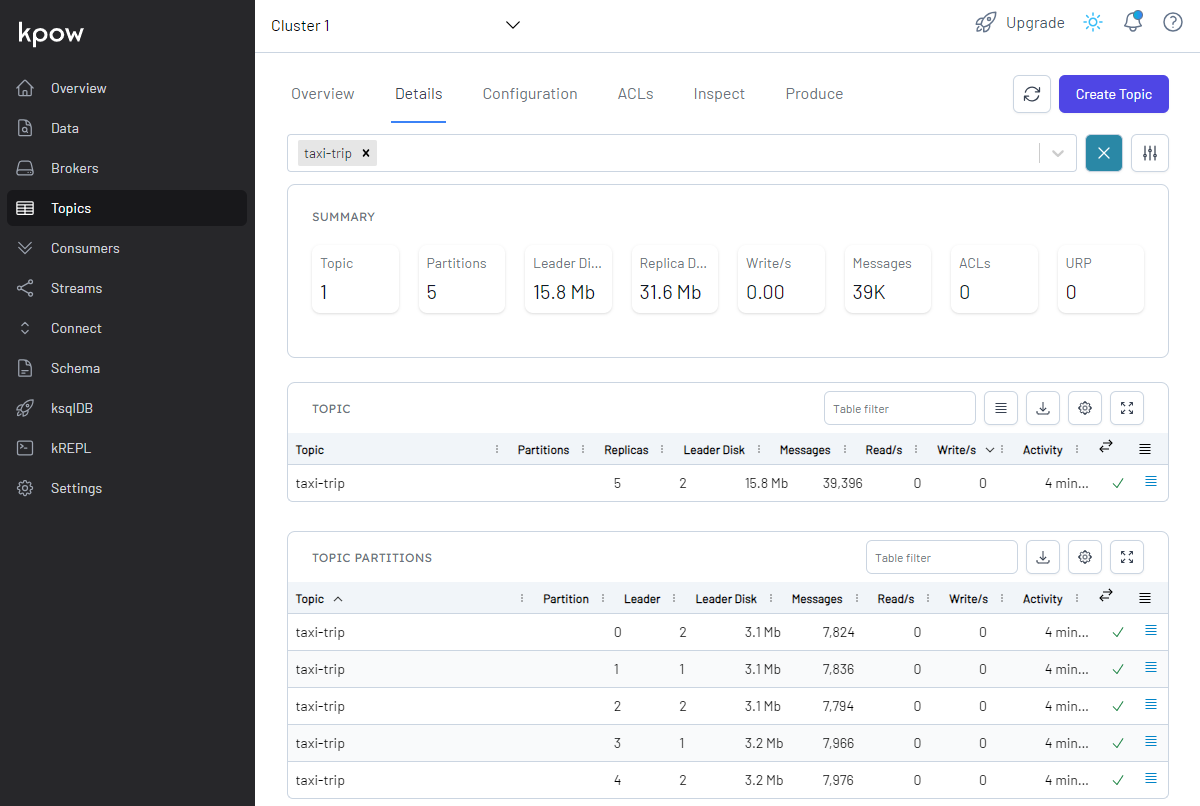 kpow
Overview
Data
Brokers
Topics
Consumers
Streams
Connect
Schema
ksqlDB
kREPL
Settings
Cluster 1
Upgrade
Overview Details Configuration ACLs Inspect Produce
Create Topic
taxi-trip
SUMMARY
Topic Partitions Leader Di... Replica D... Write/s Messages ACLs URP
1 5 15.8 Mb 31.6 Mb 0.00 39K 0 0
TOPIC Table filter
Topic Partitions Replicas Leader Disk Messages Read/s Write/s Activity
taxi-trip 5 2 15.8 Mb 39,396 0 0 4 min...
TOPIC PARTITIONS Table filter
Topic Partition Leader Leader Disk Messages Read/s Write/s Activity
taxi-trip 0 2 3.1 Mb 7,824 0 0 4 min...
taxi-trip 1 1 3.1 Mb 7,836 0 0 4 min...
taxi-trip 2 2 3.1 Mb 7,794 0 0 4 min...
taxi-trip 3 1 3.2 Mb 7,966 0 0 4 min...
taxi-trip 4 2 3.2 Mb 7,976 0 0 4 min...